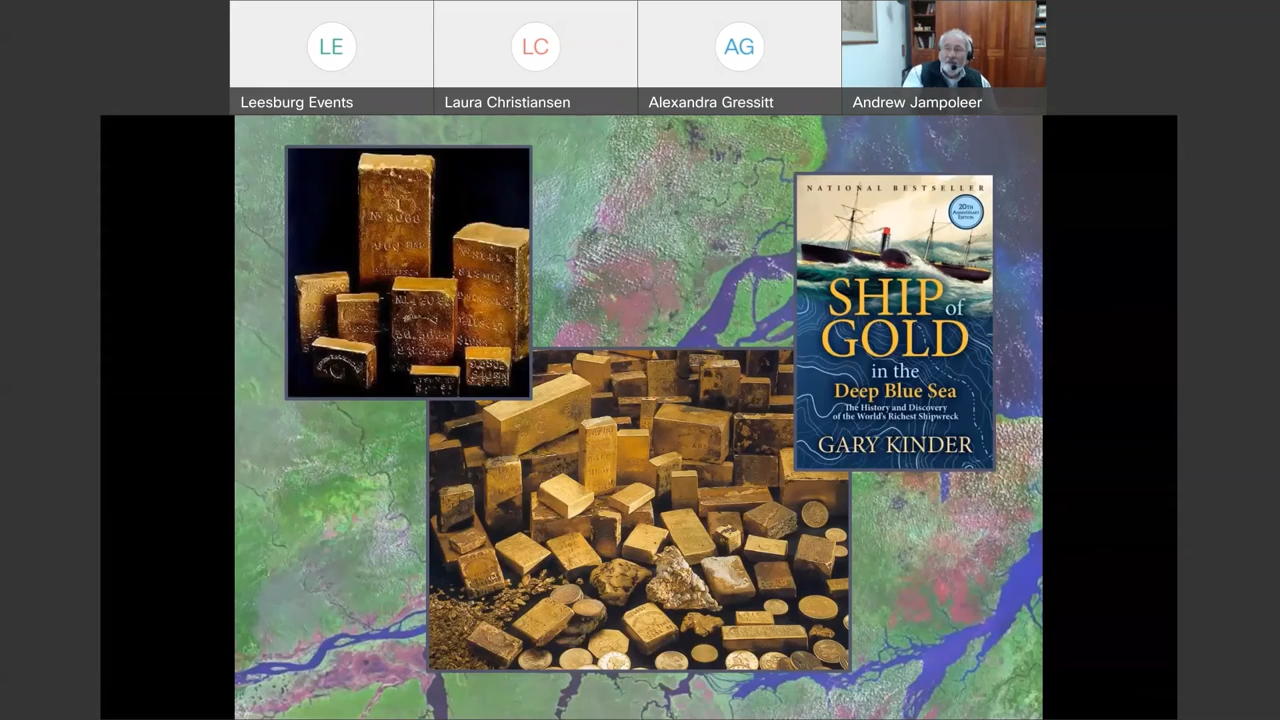 LE
LC
AG
Leesburg Events
Laura Christiansen
Alexandra Gressitt
Andrew Jampoleer
NATIONAL BESTSELLER
20TH
ANNIVERSARY
EDITION
SHIP of
GOLD
in the
Deep Blue Sea
The History and Discovery
of the World's Richest Shipwreck
GARY KINDER